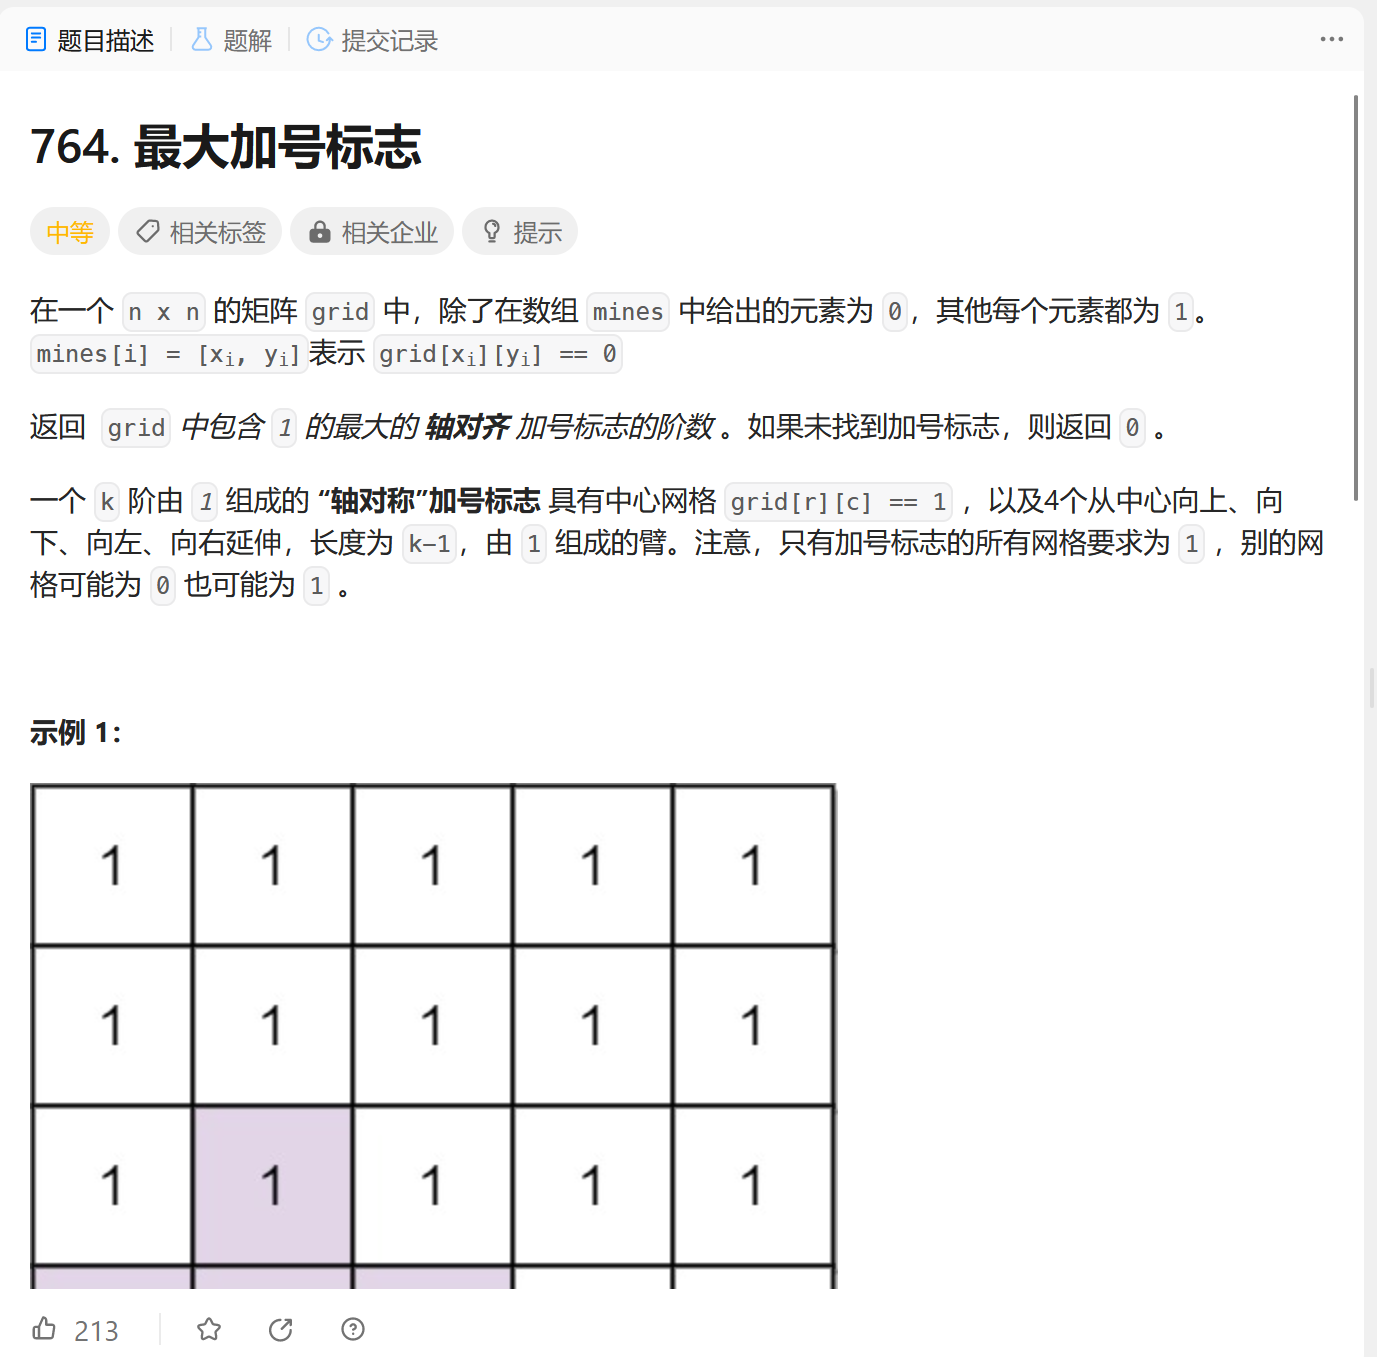 题目描述 题解 提交记录
764. 最大加号标志
中等 相关标签 相关企业 提示
在一个 n x n 的矩阵 grid 中，除了在数组 mines 中给出的元素为 0，其他每个元素都为 1。
mines[i] = [xi, yi]表示 grid[xi][yi] == 0
返回 grid 中包含 1 的最大的 轴对齐 加号标志的阶数 。如果未找到加号标志，则返回 0 。
一个 k 阶由 1 组成的 “轴对称”加号标志 具有中心网格 grid[r][c] == 1 ，以及4个从中心向上、向
下、向左、向右延伸，长度为 k-1，由 1 组成的臂。注意，只有加号标志的所有网格要求为 1 ，别的网
格可能为 0 也可能为 1 。
示例 1：
1 1 1 1 1
1 1 1 1 1
1 1 1 1 1
213